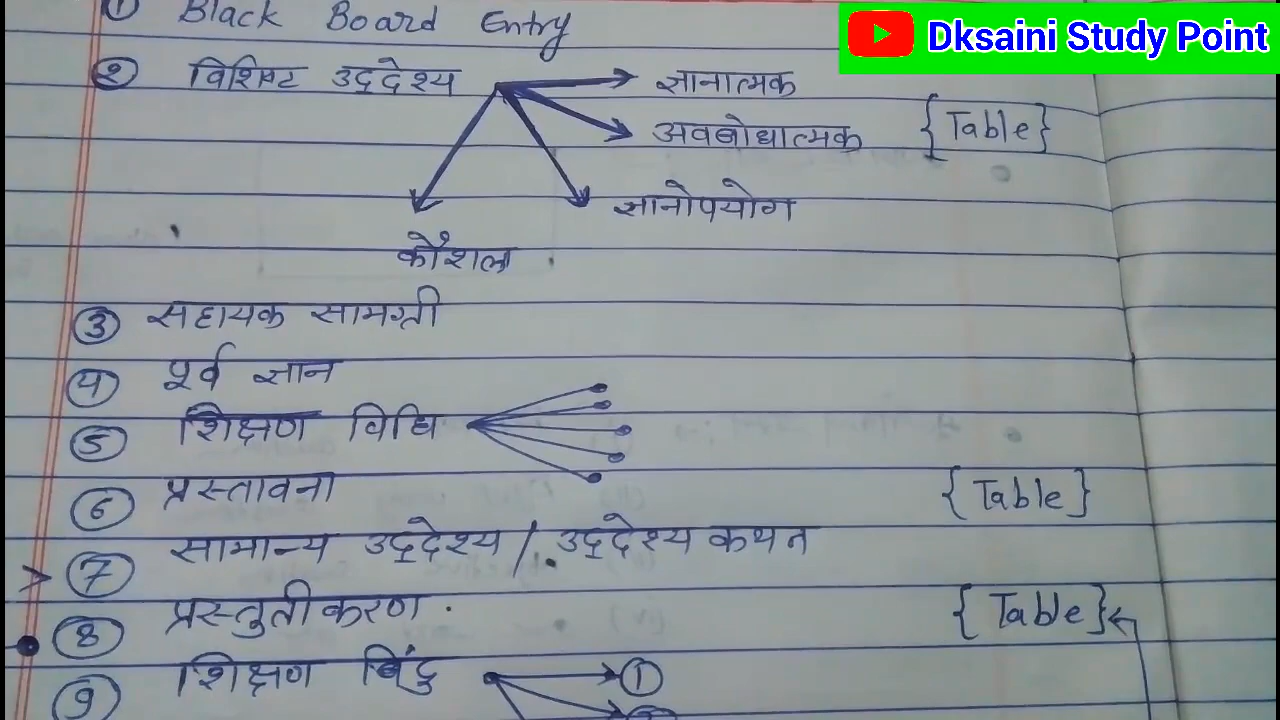 ① Black Board Entry
Dksaini Study Point
② विशिष्ट उद्‌देश्य
ज्ञानात्मक
अवबोधात्मक {Table}
ज्ञानोपयोग
कौशल
③ सहायक सामग्री
④ पूर्व ज्ञान
⑤ शिक्षण विधि
⑥ प्रस्तावना {Table}
⑦ सामान्य उद्‌देश्य / उद्‌देश्य कथन
⑧ प्रस्तुतीकरण . {Table}
⑨ शिक्षण बिंदु ①